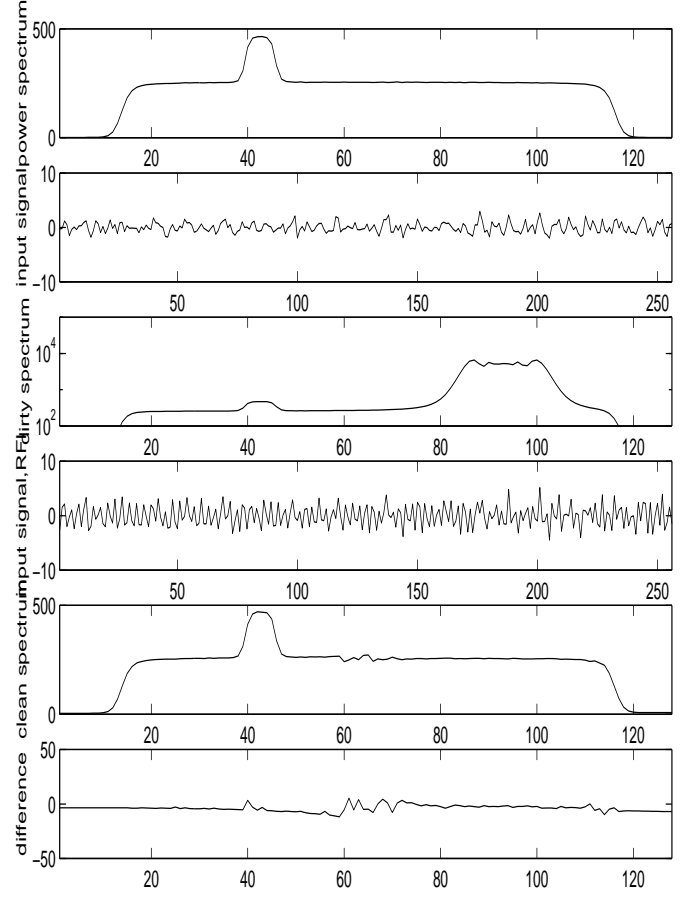 power spectrum
500
0
20 40 60 80 100 120
input signal
10
0
−10
50 100 150 200 250
dirty spectrum
10^4
10^2
20 40 60 80 100 120
input signal,RFI
10
0
−10
50 100 150 200 250
clean spectrum
500
0
20 40 60 80 100 120
difference
50
0
−50
20 40 60 80 100 120